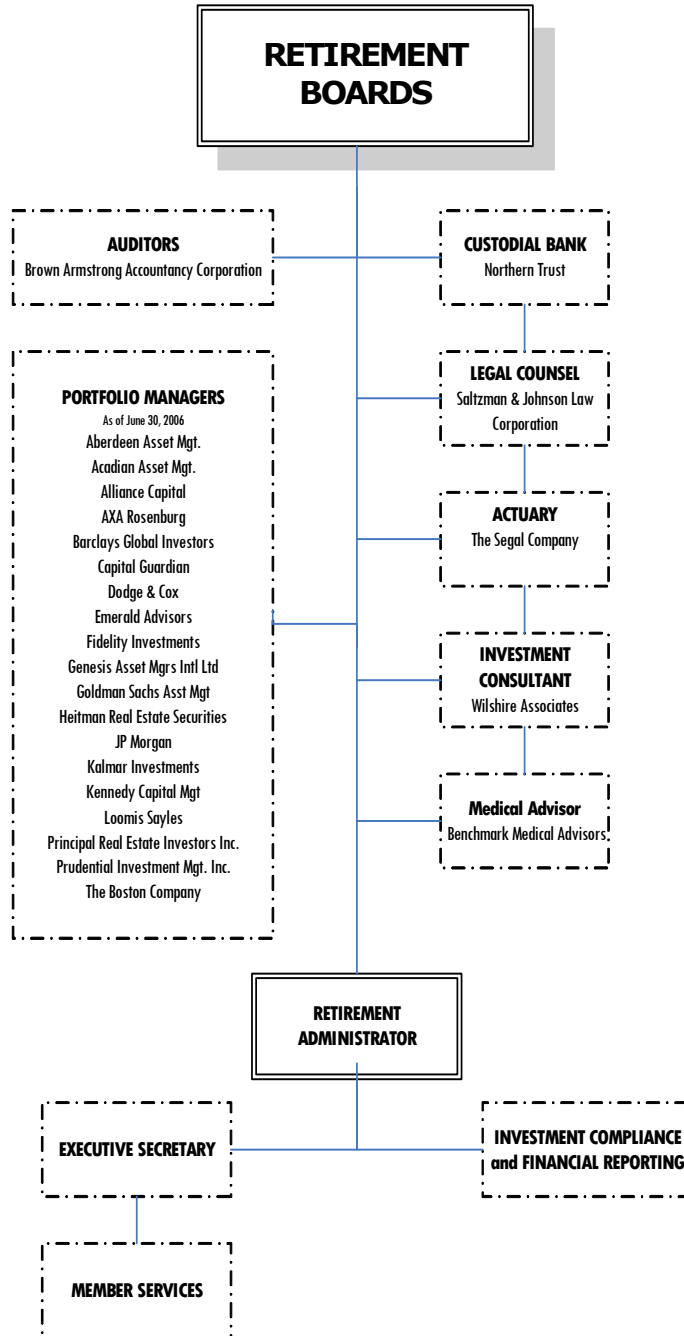 RETIREMENT
BOARDS
AUDITORS
Brown Armstrong Accountancy Corporation
CUSTODIAL BANK
Northern Trust
PORTFOLIO MANAGERS
As of June 30, 2006
Aberdeen Asset Mgt.
Acadian Asset Mgt.
Alliance Capital
AXA Rosenburg
Barclays Global Investors
Capital Guardian
Dodge & Cox
Emerald Advisors
Fidelity Investments
Genesis Asset Mgrs Intl Ltd
Goldman Sachs Asst Mgt
Heitman Real Estate Securities
JP Morgan
Kalmar Investments
Kennedy Capital Mgt
Loomis Sayles
Principal Real Estate Investors Inc.
Prudential Investment Mgt. Inc.
The Boston Company
LEGAL COUNSEL
Saltzman & Johnson Law
Corporation
ACTUARY
The Segal Company
INVESTMENT
CONSULTANT
Wilshire Associates
Medical Advisor
Benchmark Medical Advisors
RETIREMENT
ADMINISTRATOR
EXECUTIVE SECRETARY
INVESTMENT COMPLIANCE
and FINANCIAL REPORTING
MEMBER SERVICES